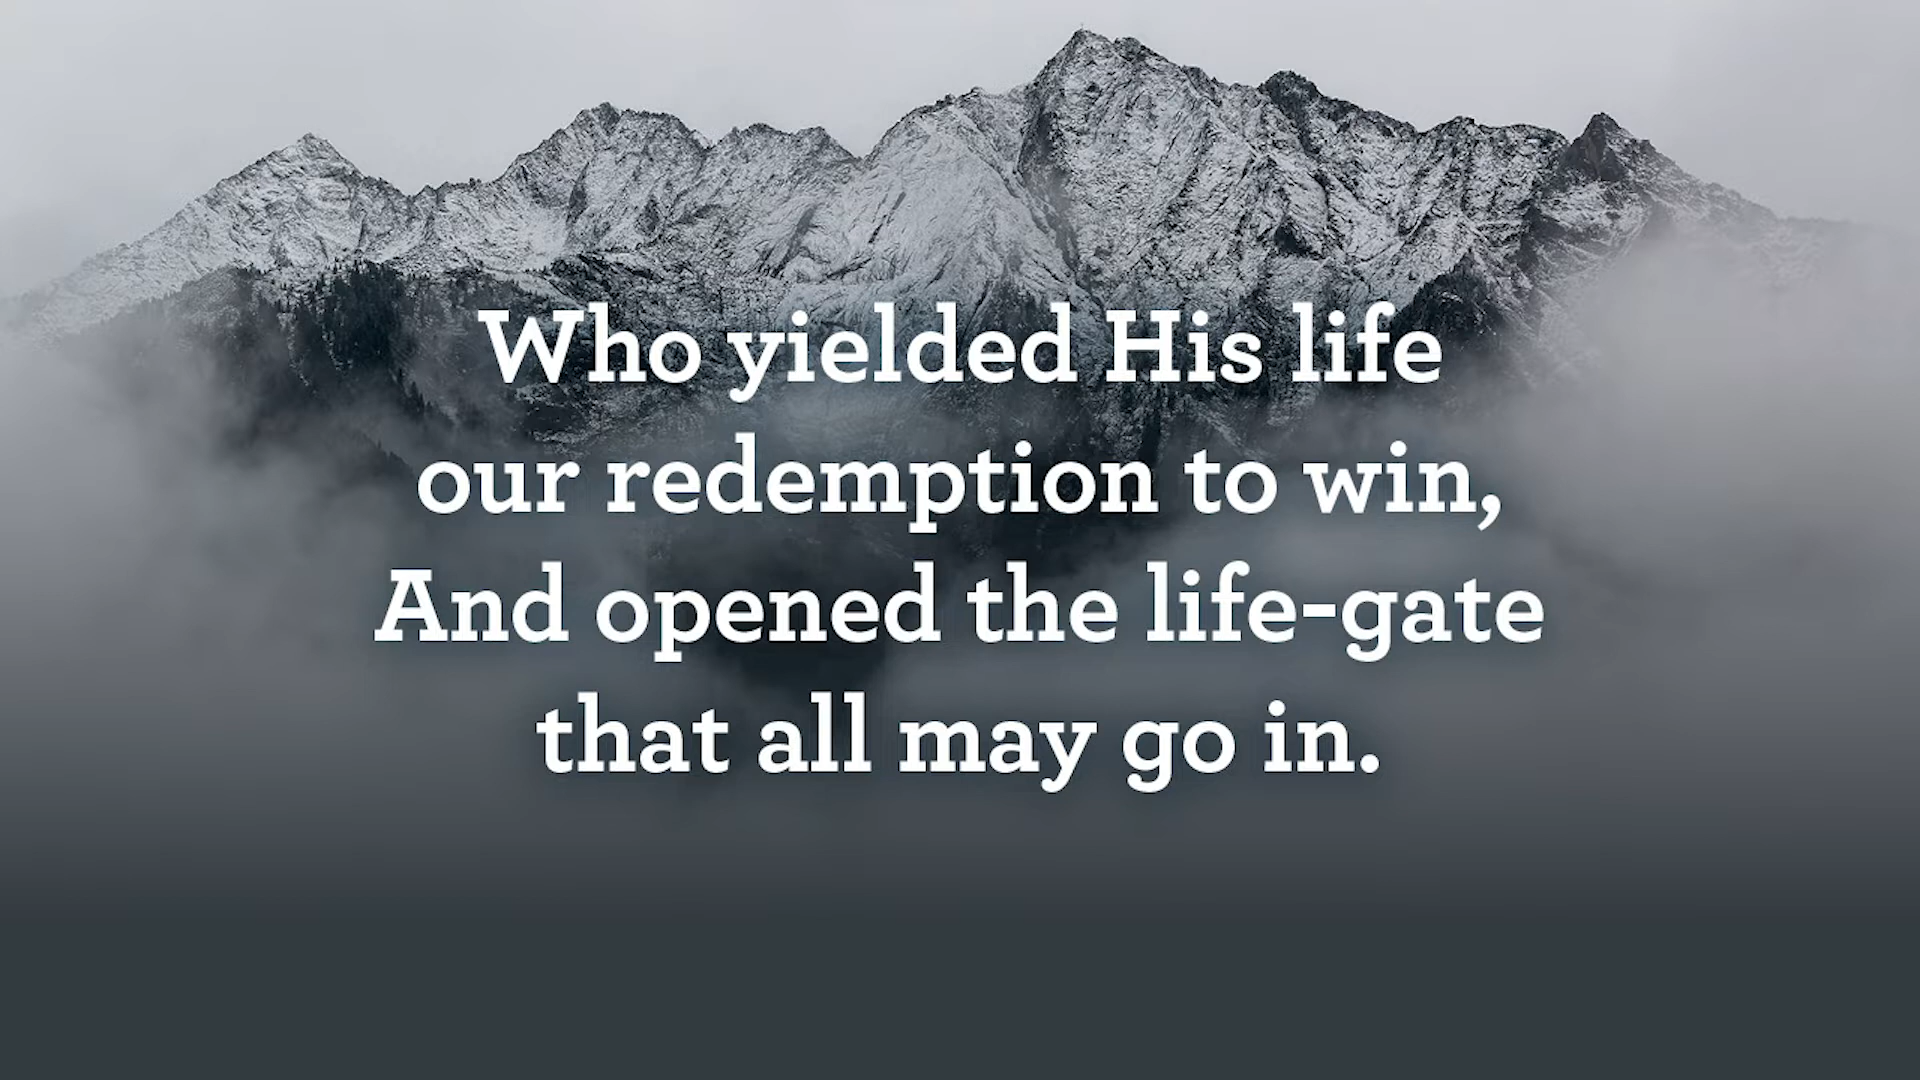 Who yielded His life
our redemption to win,
And opened the life-gate
that all may go in.